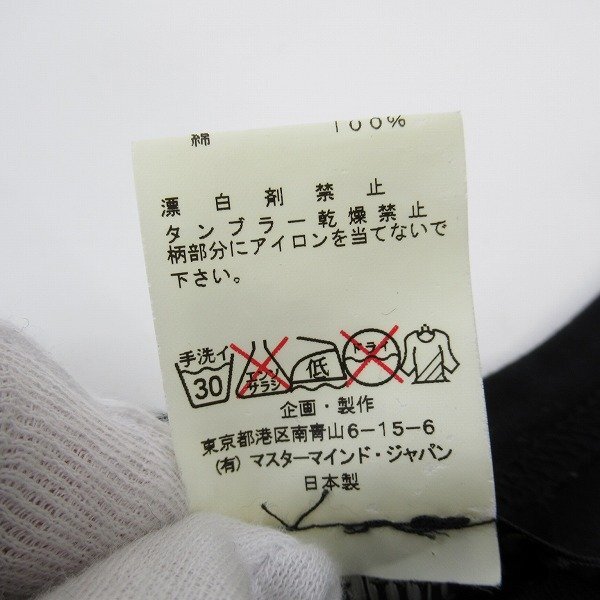 綿 100%
漂白剤禁止
タンブラー乾燥禁止
柄部分にアイロンを当てないで
下さい。
手洗イ
30 エンソ サラシ 低 ドライ
企画・製作
東京都港区南青山6-15-6
(有) マスターマインド・ジャパン
日本製